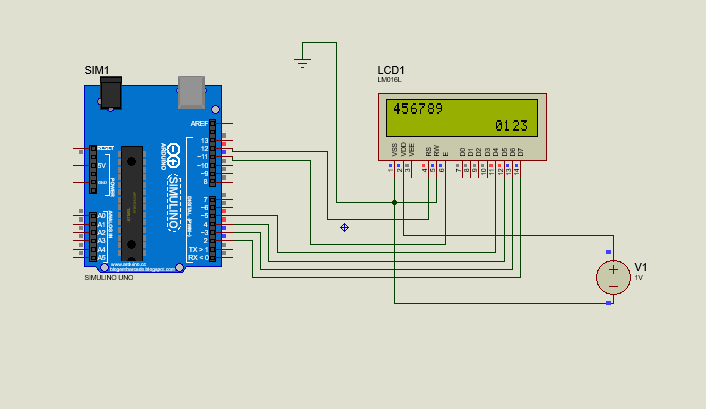 SIM1
LCD1
LM016L
456789
0123
VSS
VDD
VEE
RS
RW
E
D0
D1
D2
D3
D4
D5
D6
D7
1
2
3
4
5
6
7
8
9
10
11
12
13
14
AREF
RESET
5V
GND
POWER
13
12
~11
~10
~9
8
7
~6
~5
4
~3
2
TX > 1
RX < 0
ARDUINO
SIMULINO
A0
A1
A2
A3
A4
A5
ANALOG IN
www.arduino.cc
blogembarcado.blogspot.com
SIMULINO UNO
V1
1V
+